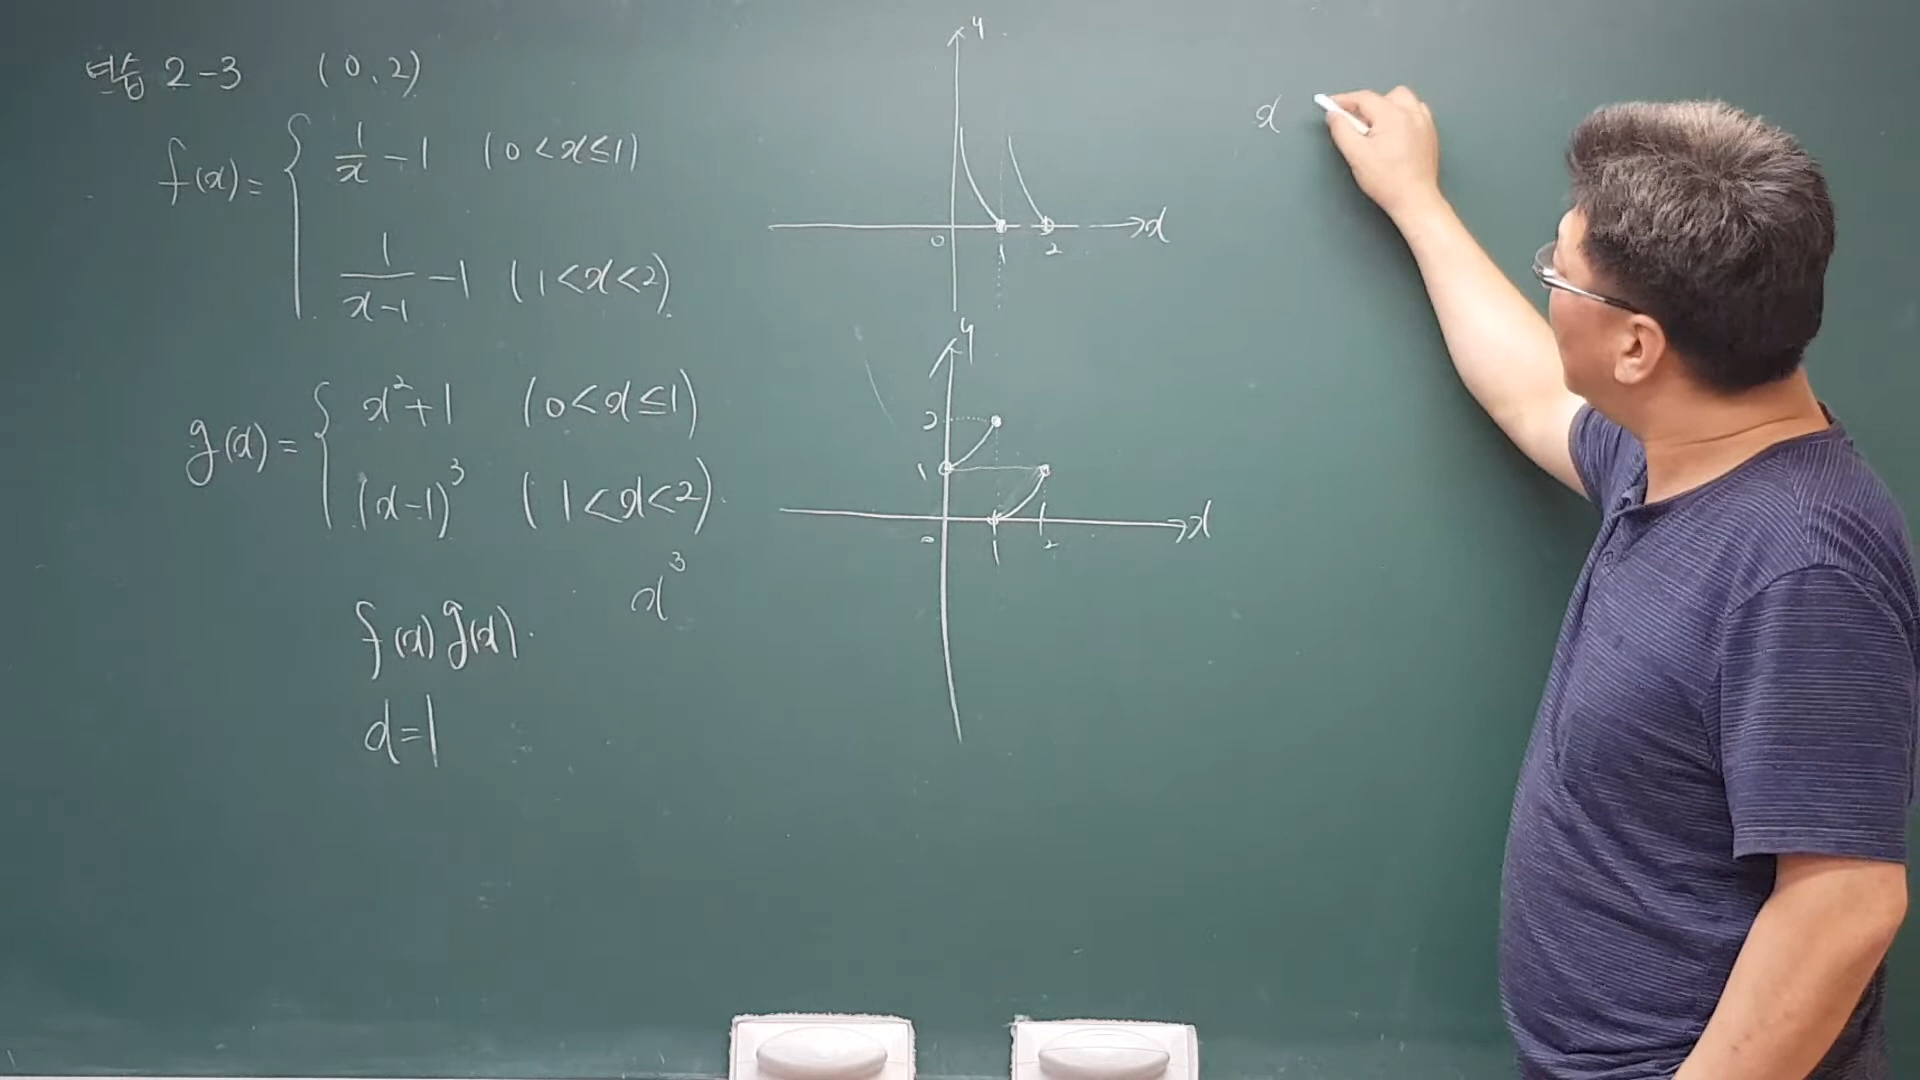 연습 2-3 (0, 2)
f(x) = { 1/x - 1 (0 < x ≤ 1)
1/(x-1) - 1 (1 < x < 2)
g(x) = { x² + 1 (0 < x ≤ 1)
(x-1)³ (1 < x < 2)
x³
f(x) g(x).
x = 1
y
0 1 2 x
y
2
1
0 1 2 x
x